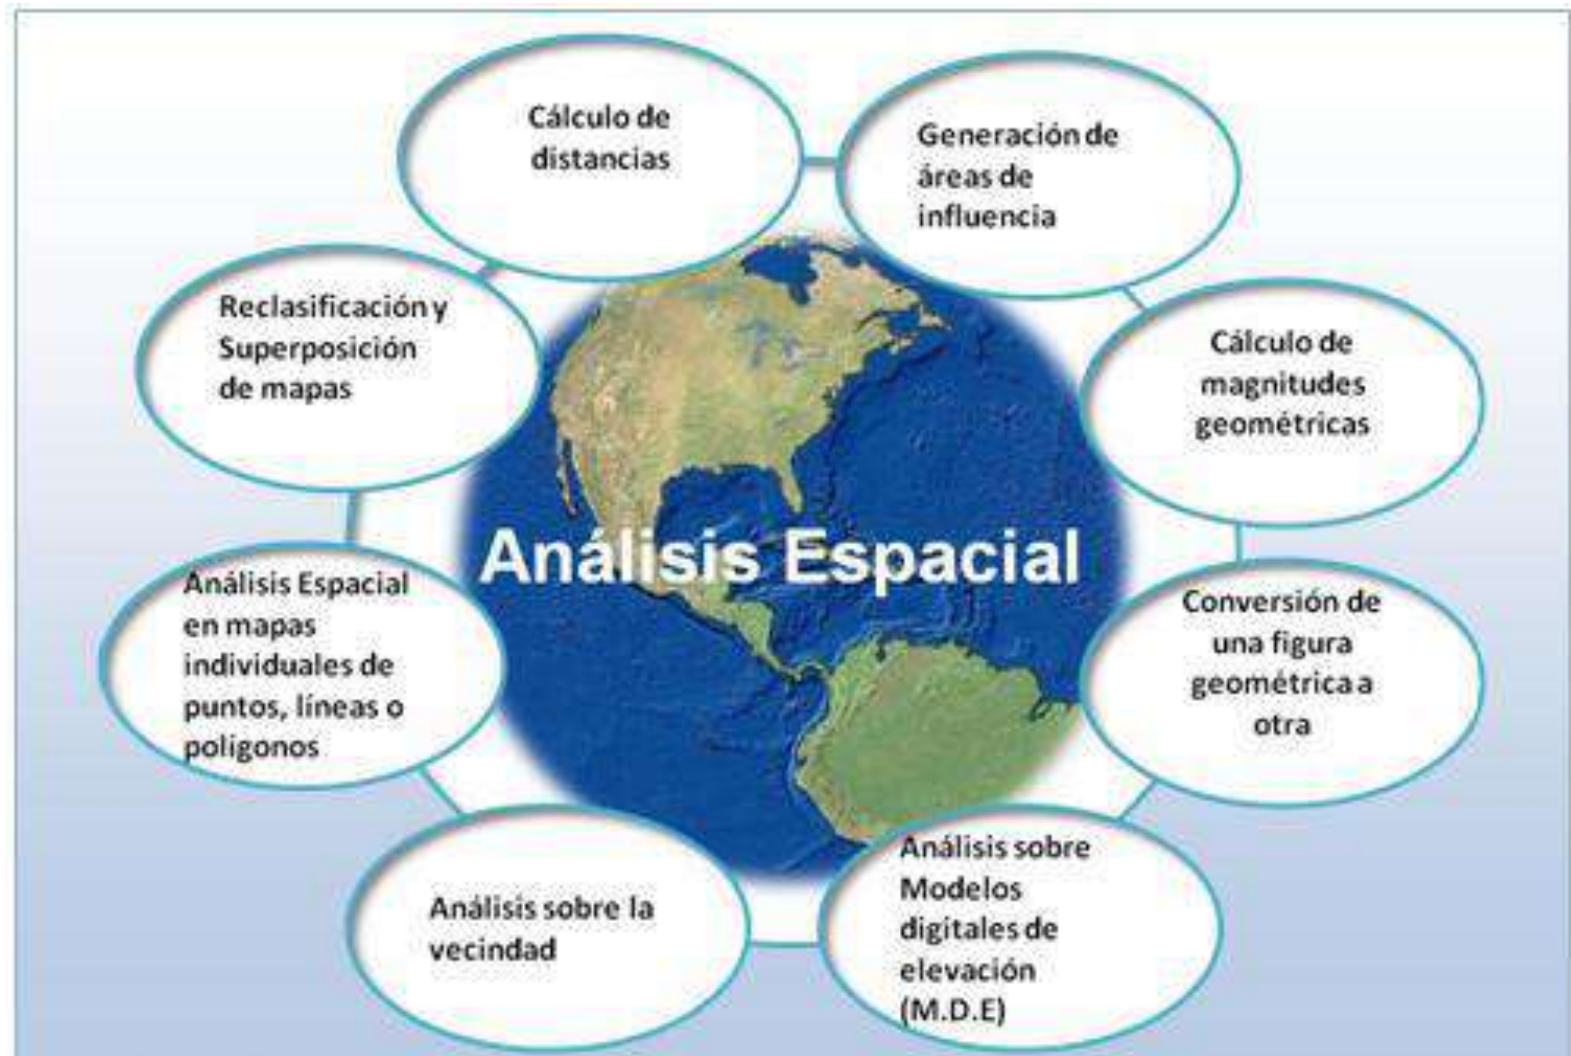 Cálculo de
distancias
Generación de
áreas de
influencia
Reclasificación y
Superposición
de mapas
Cálculo de
magnitudes
geométricas
Análisis Espacial
Análisis Espacial
en mapas
individuales de
puntos, líneas o
poligonos
Conversión de
una figura
geométrica a
otra
Análisis sobre la
vecindad
Análisis sobre
Modelos
digitales de
elevación
(M.D.E)